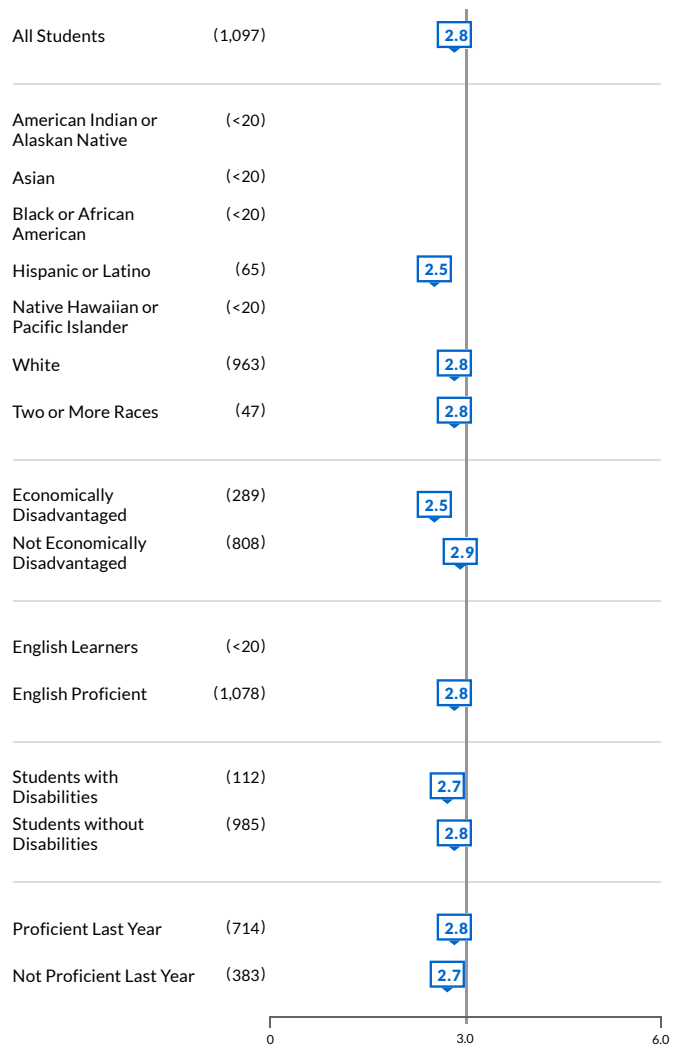 All Students (1,097) 2.8
American Indian or (<20)
Alaskan Native
Asian (<20)
Black or African (<20)
American
Hispanic or Latino (65) 2.5
Native Hawaiian or (<20)
Pacific Islander
White (963) 2.8
Two or More Races (47) 2.8
Economically (289) 2.5
Disadvantaged
Not Economically (808) 2.9
Disadvantaged
English Learners (<20)
English Proficient (1,078) 2.8
Students with (112) 2.7
Disabilities
Students without (985) 2.8
Disabilities
Proficient Last Year (714) 2.8
Not Proficient Last Year (383) 2.7
0 3.0 6.0